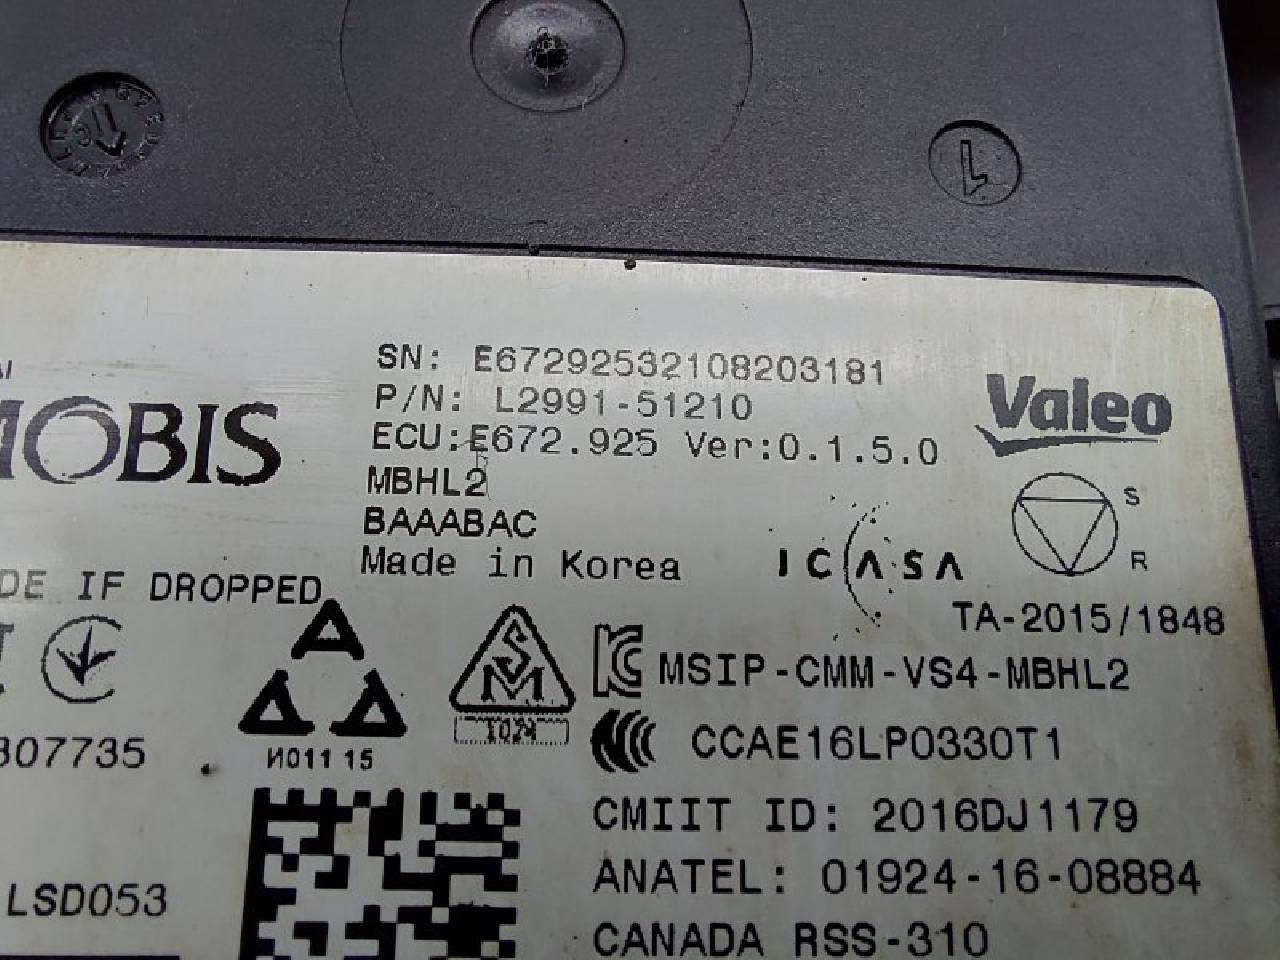 1
SN: E67292532108203181
P/N: L2991-51210
ECU:E672.925 Ver:0.1.5.0
MBHL2
BAAABAC
Made in Korea
MOBIS
Valeo
S
R
ICASA
TA-2015/1848
DE IF DROPPED
MSIP-CMM-VS4-MBHL2
CCAE16LP0330T1
807735
И011 15
CMIIT ID: 2016DJ1179
ANATEL: 01924-16-08884
LSD053
CANADA RSS-310